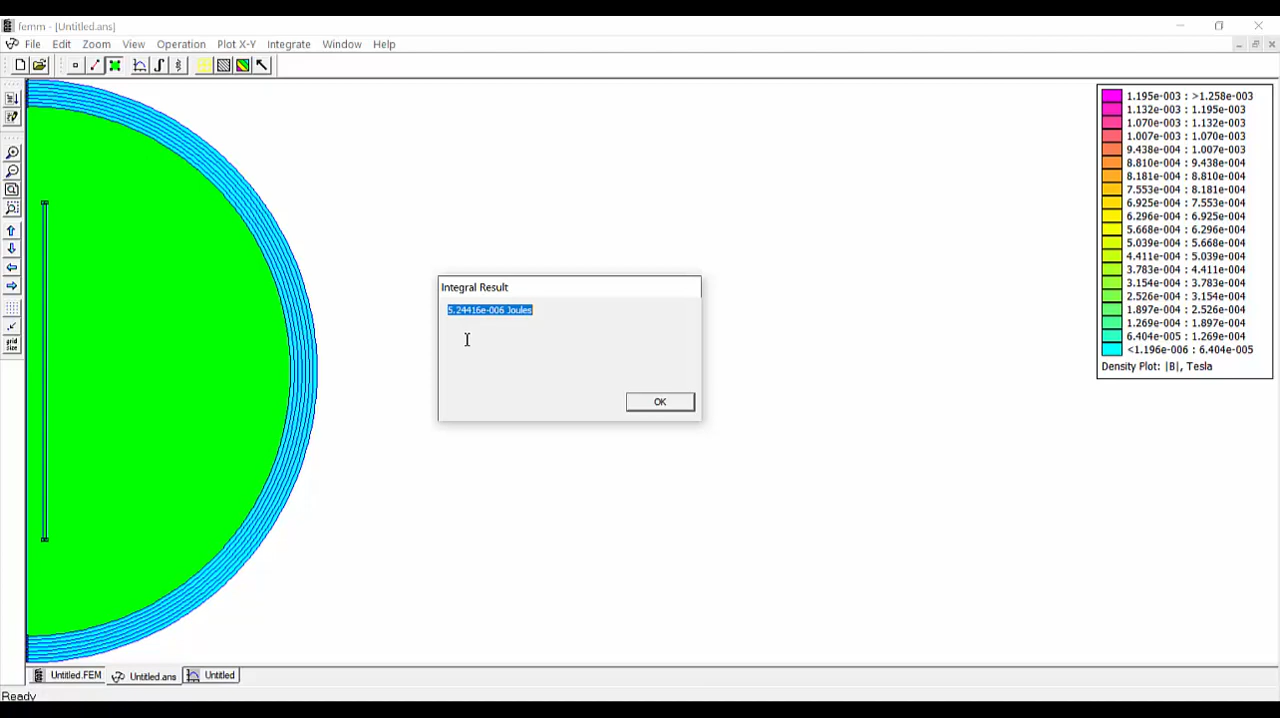 femm - [Untitled.ans]
File Edit Zoom View Operation Plot X-Y Integrate Window Help
1.195e-003 : >1.258e-003
1.132e-003 : 1.195e-003
1.070e-003 : 1.132e-003
1.007e-003 : 1.070e-003
9.438e-004 : 1.007e-003
8.810e-004 : 9.438e-004
8.181e-004 : 8.810e-004
7.553e-004 : 8.181e-004
6.925e-004 : 7.553e-004
6.296e-004 : 6.925e-004
5.668e-004 : 6.296e-004
5.039e-004 : 5.668e-004
4.411e-004 : 5.039e-004
3.783e-004 : 4.411e-004
3.154e-004 : 3.783e-004
2.526e-004 : 3.154e-004
1.897e-004 : 2.526e-004
1.269e-004 : 1.897e-004
6.404e-005 : 1.269e-004
<1.196e-006 : 6.404e-005
Density Plot: |B|, Tesla
Integral Result
5.24416e-006 Joules
OK
grid
size
Untitled.FEM Untitled.ans Untitled
Ready